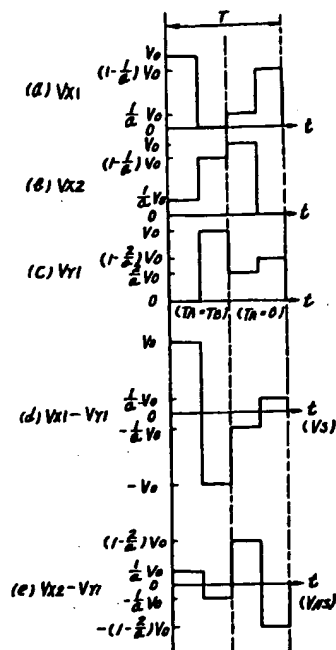 T
V0
(1-1/a)V0
(a) VX1
1/a V0
0
t
V0
(1-1/a)V0
(b) VX2
1/a V0
0
t
V0
(1-2/a)V0
2/a V0
(c) VY1
0
t
(TA=TB)
(TA=0)
V0
1/a V0
0
-1/a V0
(d) VX1-VY1
t
(VS)
-V0
(1-2/a)V0
1/a V0
0
-1/a V0
(e) VX2-VY1
t
(VNS)
-(1-2/a)V0